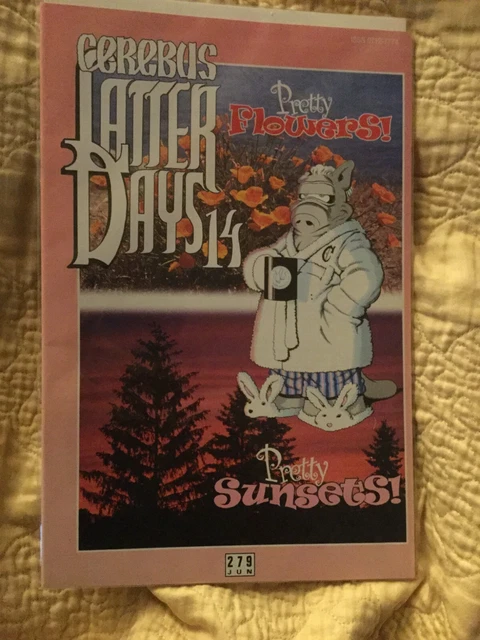 CEREBUS
LATTER
DAYS 14
Pretty
FLOWERS!
C
Pretty
SUNSETS!
279
JUN